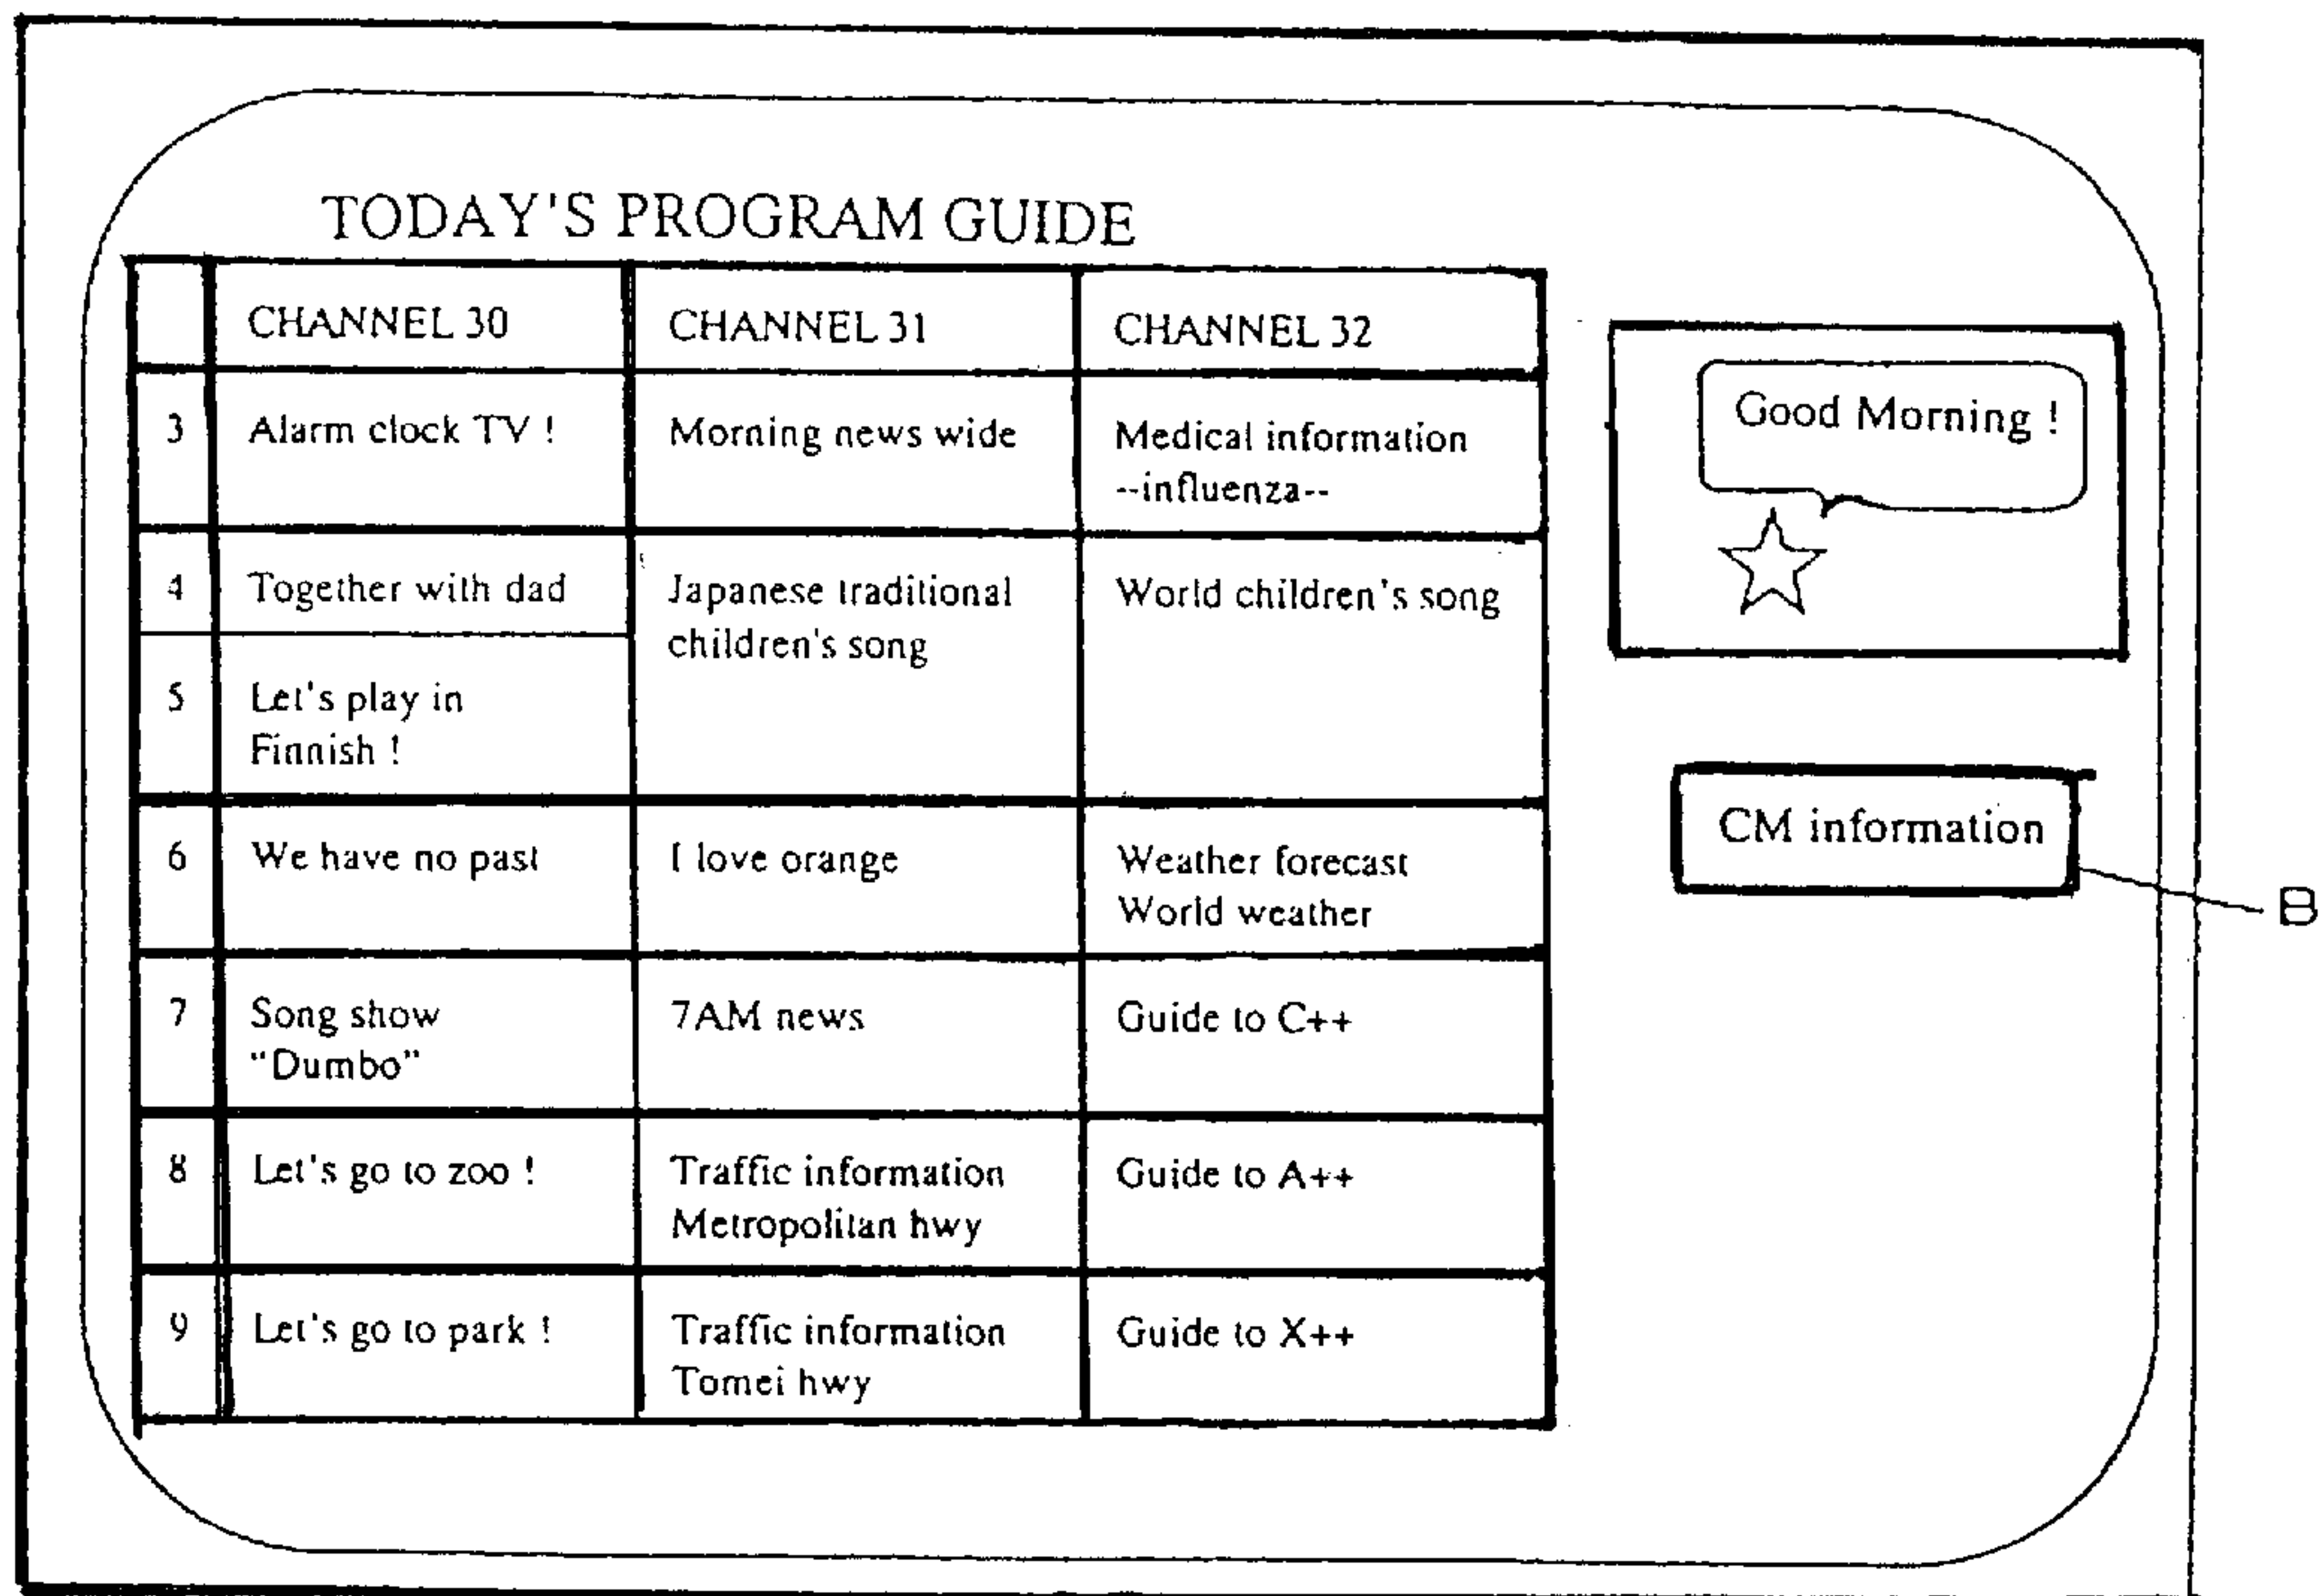 TODAY'S PROGRAM GUIDE
CHANNEL 30 CHANNEL 31 CHANNEL 32
3 Alarm clock TV ! Morning news wide Medical information
--influenza--
4 Together with dad Japanese traditional World children's song
children's song
5 Let's play in
Finnish !
6 We have no past I love orange Weather forecast
World weather
7 Song show 7AM news Guide to C++
"Dumbo"
8 Let's go to zoo ! Traffic information Guide to A++
Metropolitan hwy
9 Let's go to park ! Traffic information Guide to X++
Tomei hwy
Good Morning !
CM information
B